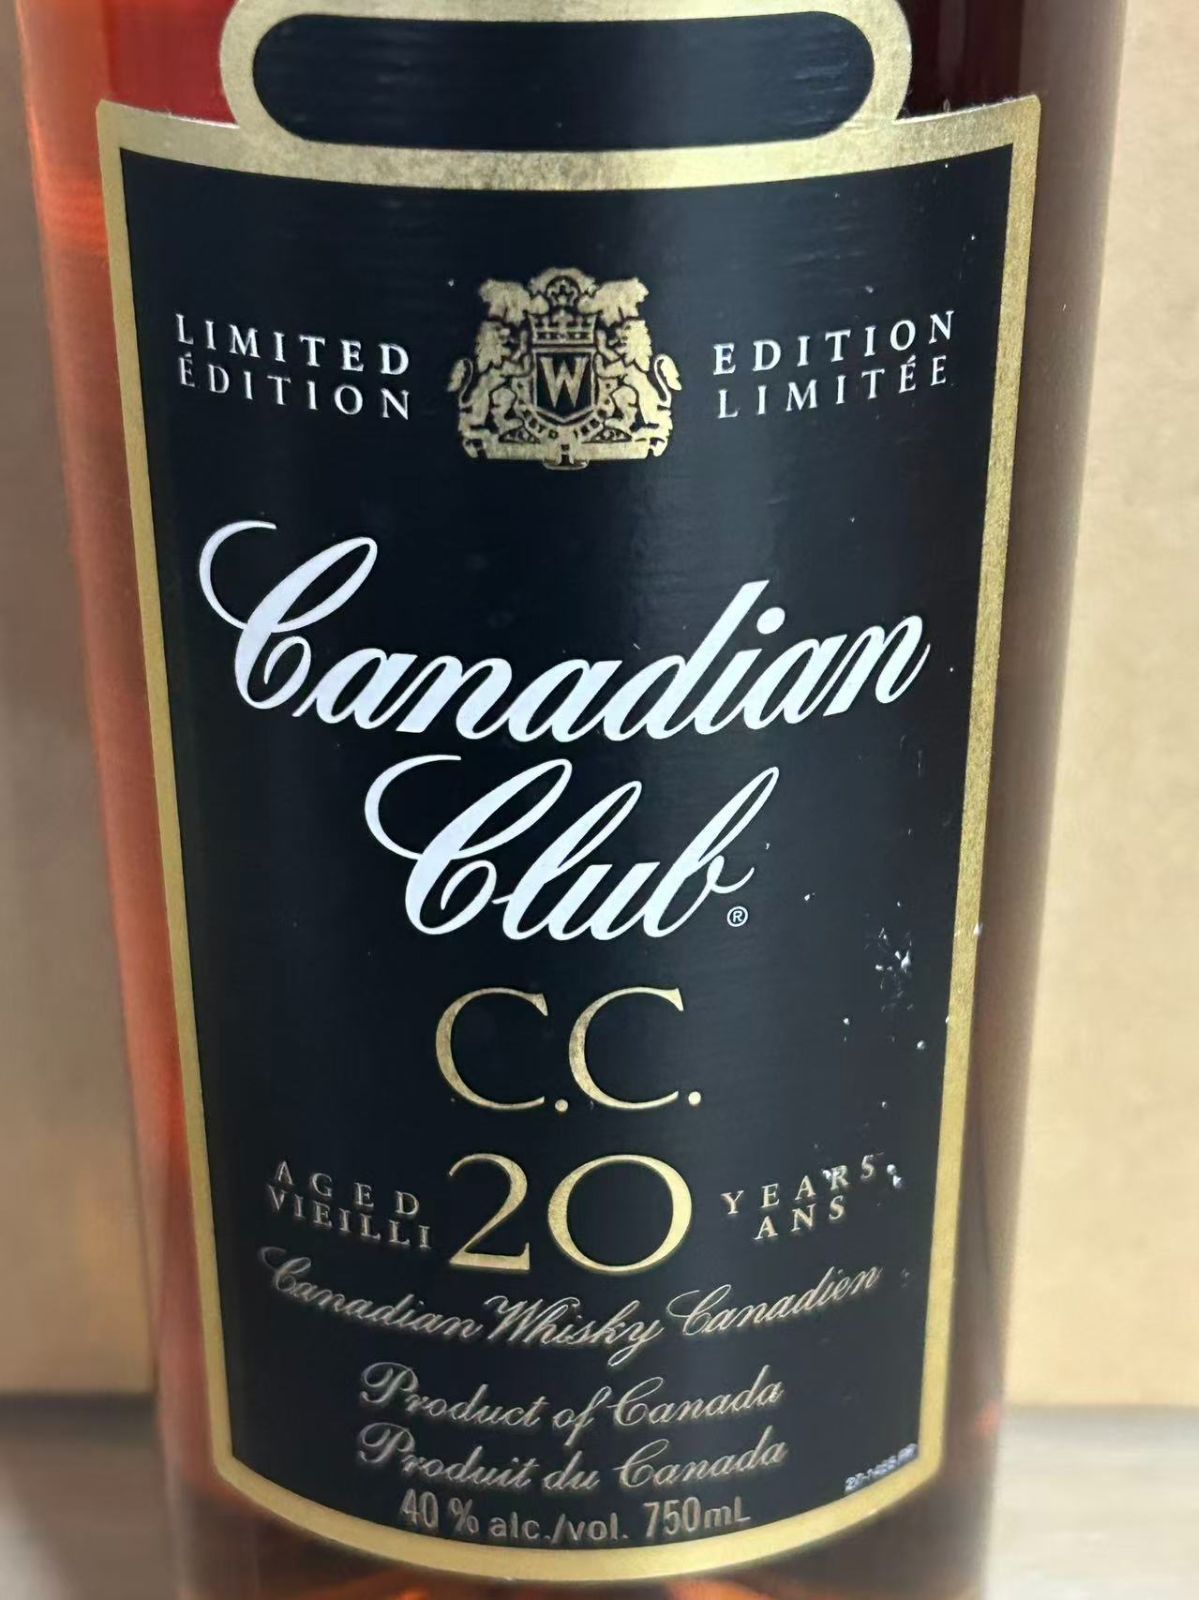 LIMITED EDITION
ÉDITION LIMITÉE
W
Canadian
Club®
C.C.
AGED 20 YEARS
VIEILLI ANS
Canadian Whisky Canadien
Product of Canada
Produit du Canada
40 % alc./vol. 750mL